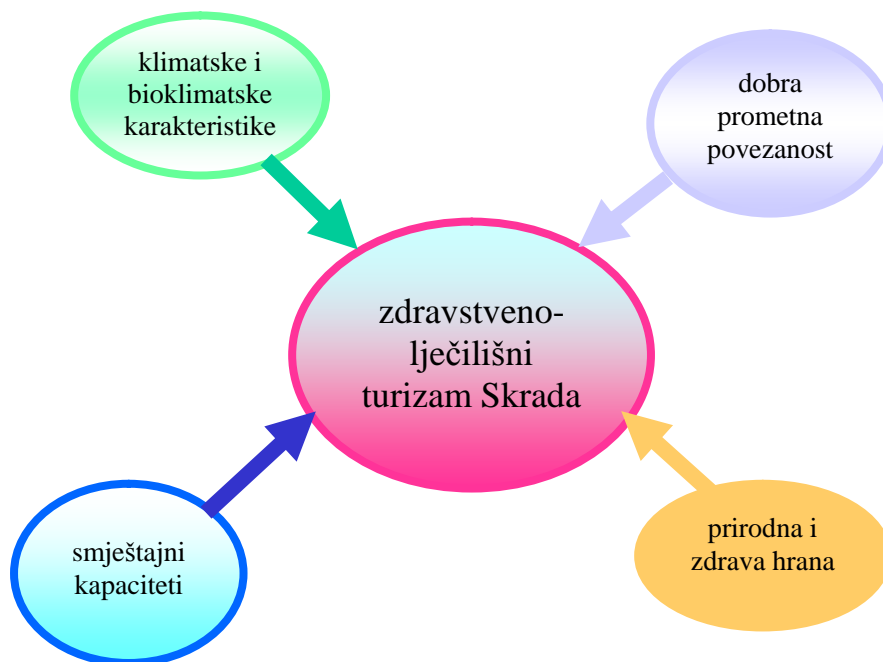 klimatske i
bioklimatske
karakteristike
dobra
prometna
povezanost
zdravstveno-
lječilišni
turizam Skrada
smještajni
kapaciteti
prirodna i
zdrava hrana